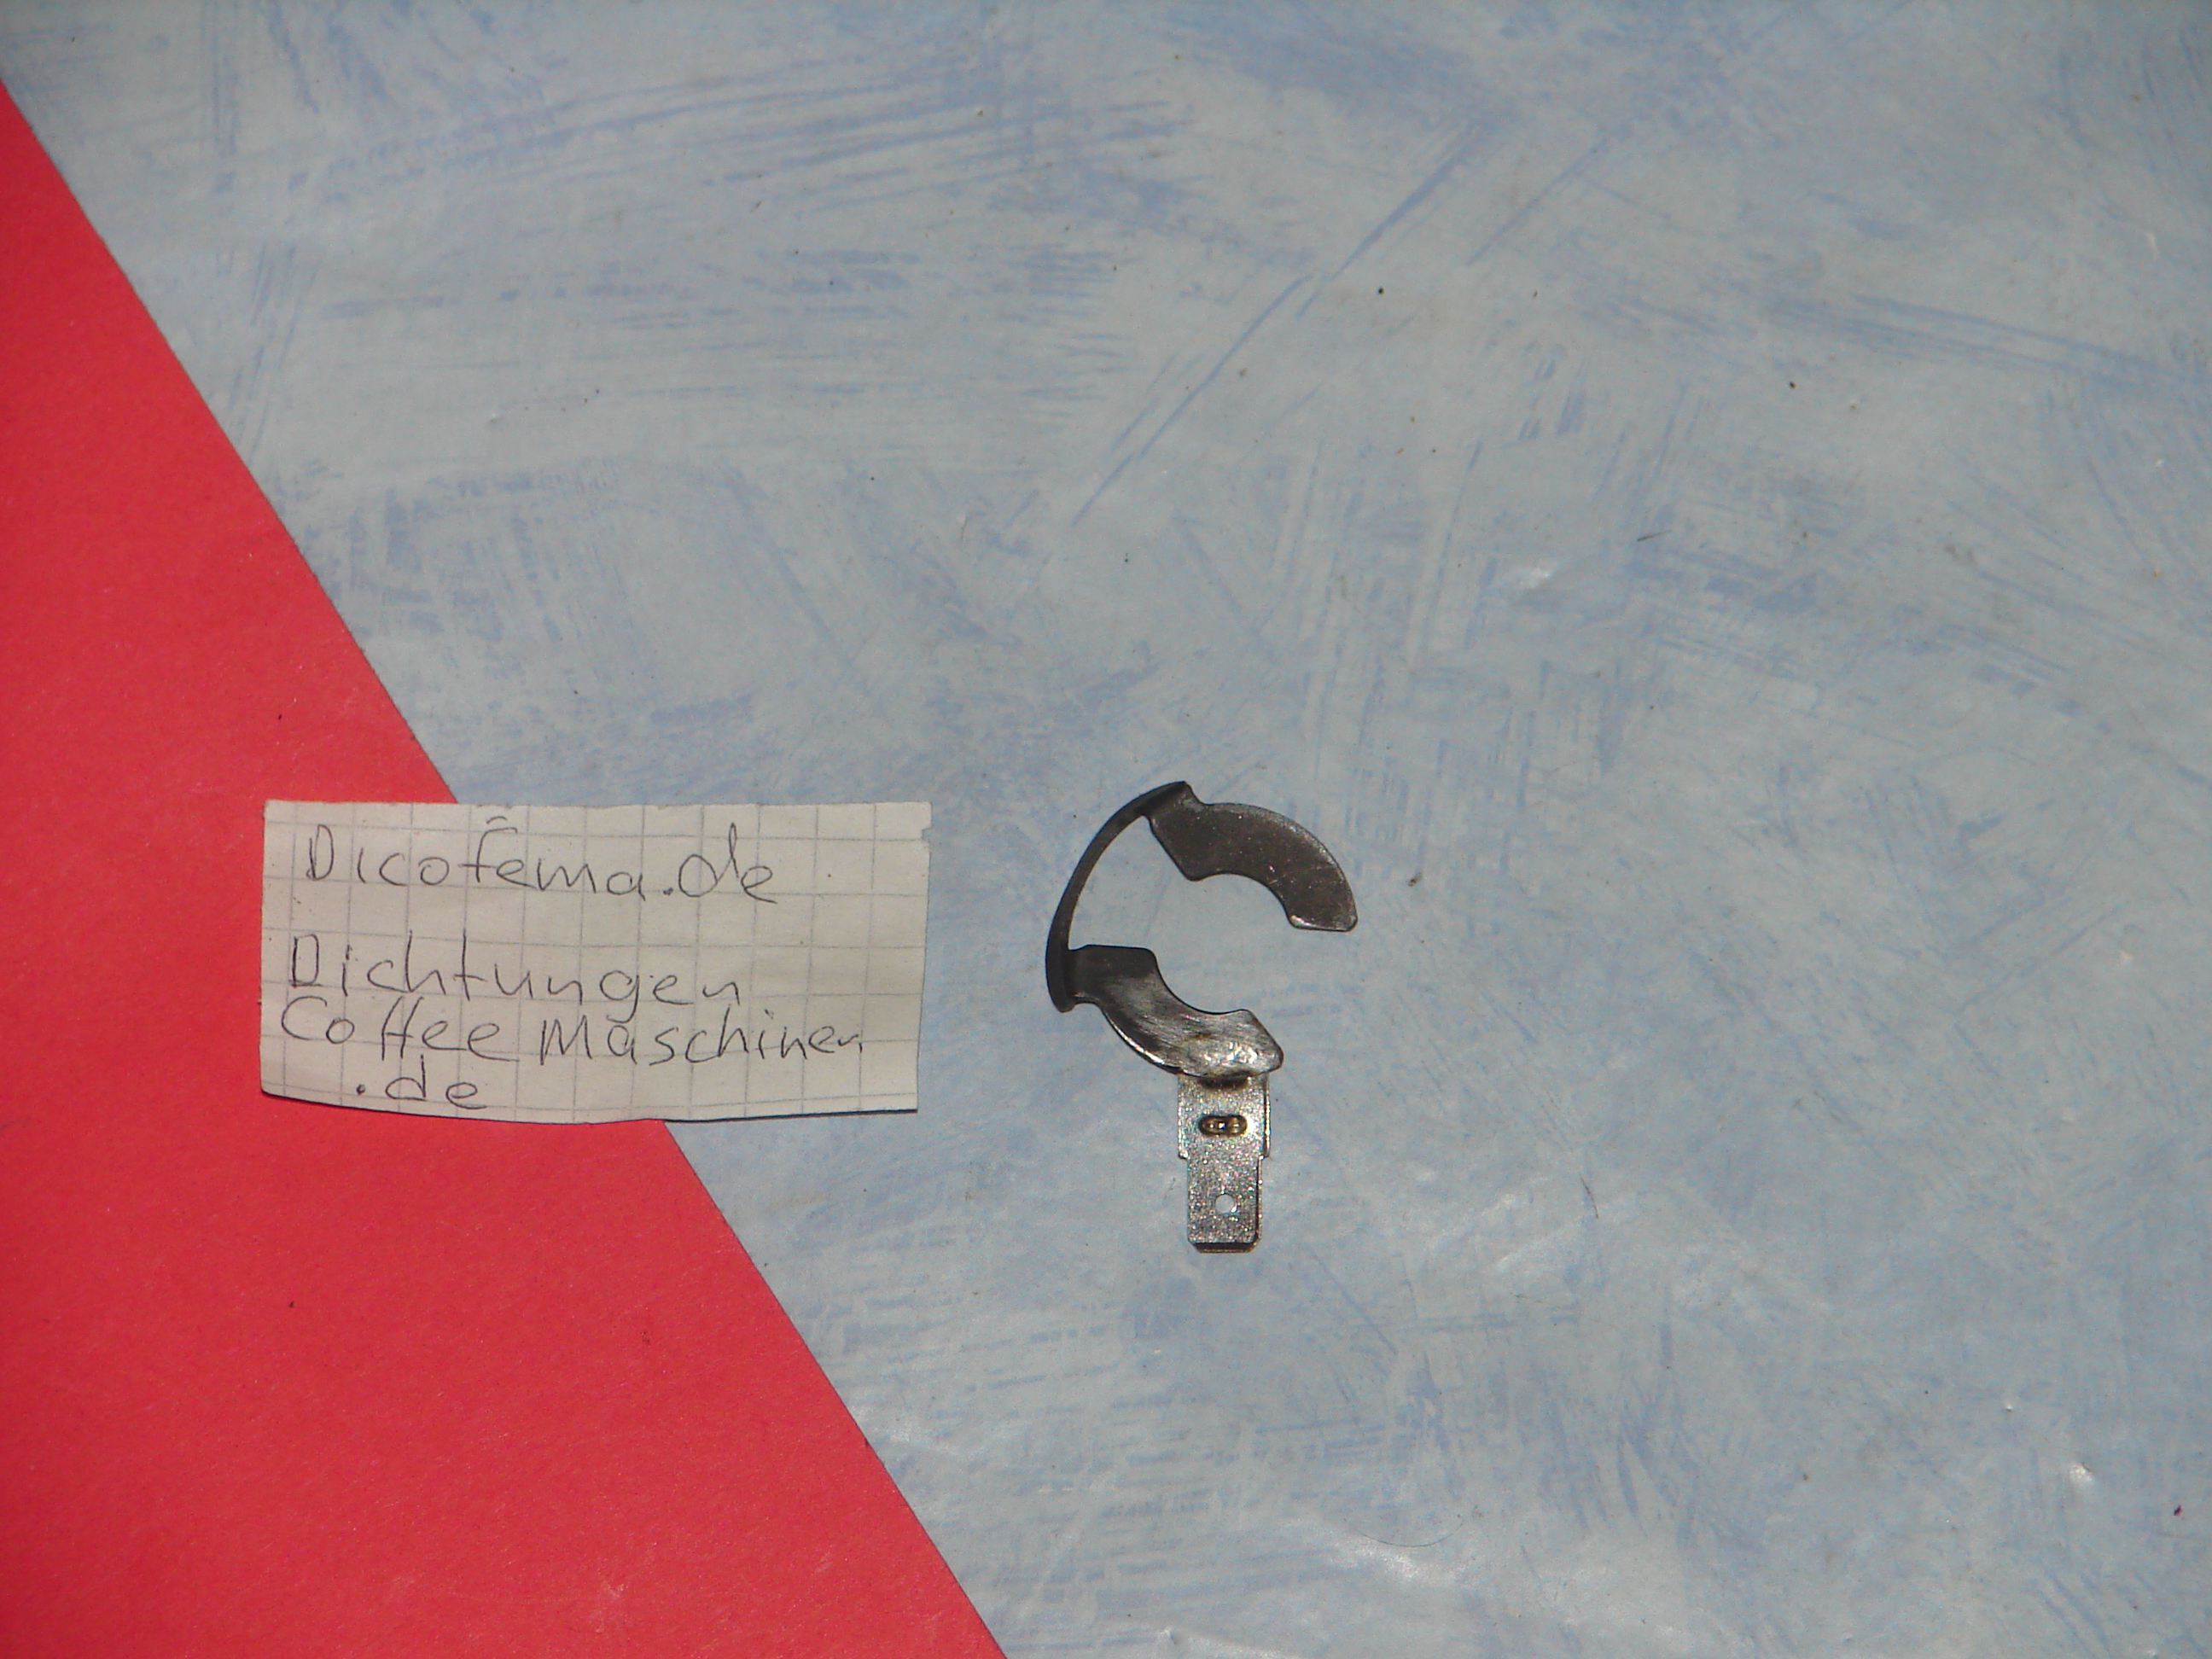 Dicofema.de
Dichtungen
Coffee Maschinen
.de